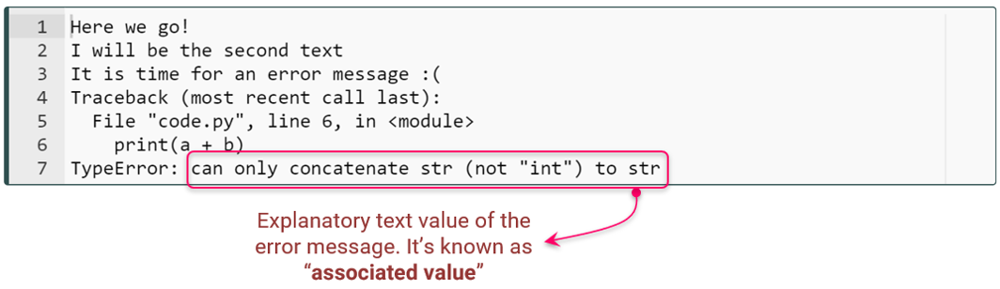 1 Here we go!
2 I will be the second text
3 It is time for an error message :(
4 Traceback (most recent call last):
5   File "code.py", line 6, in <module>
6     print(a + b)
7 TypeError: can only concatenate str (not "int") to str
Explanatory text value of the
error message. It’s known as
“associated value”